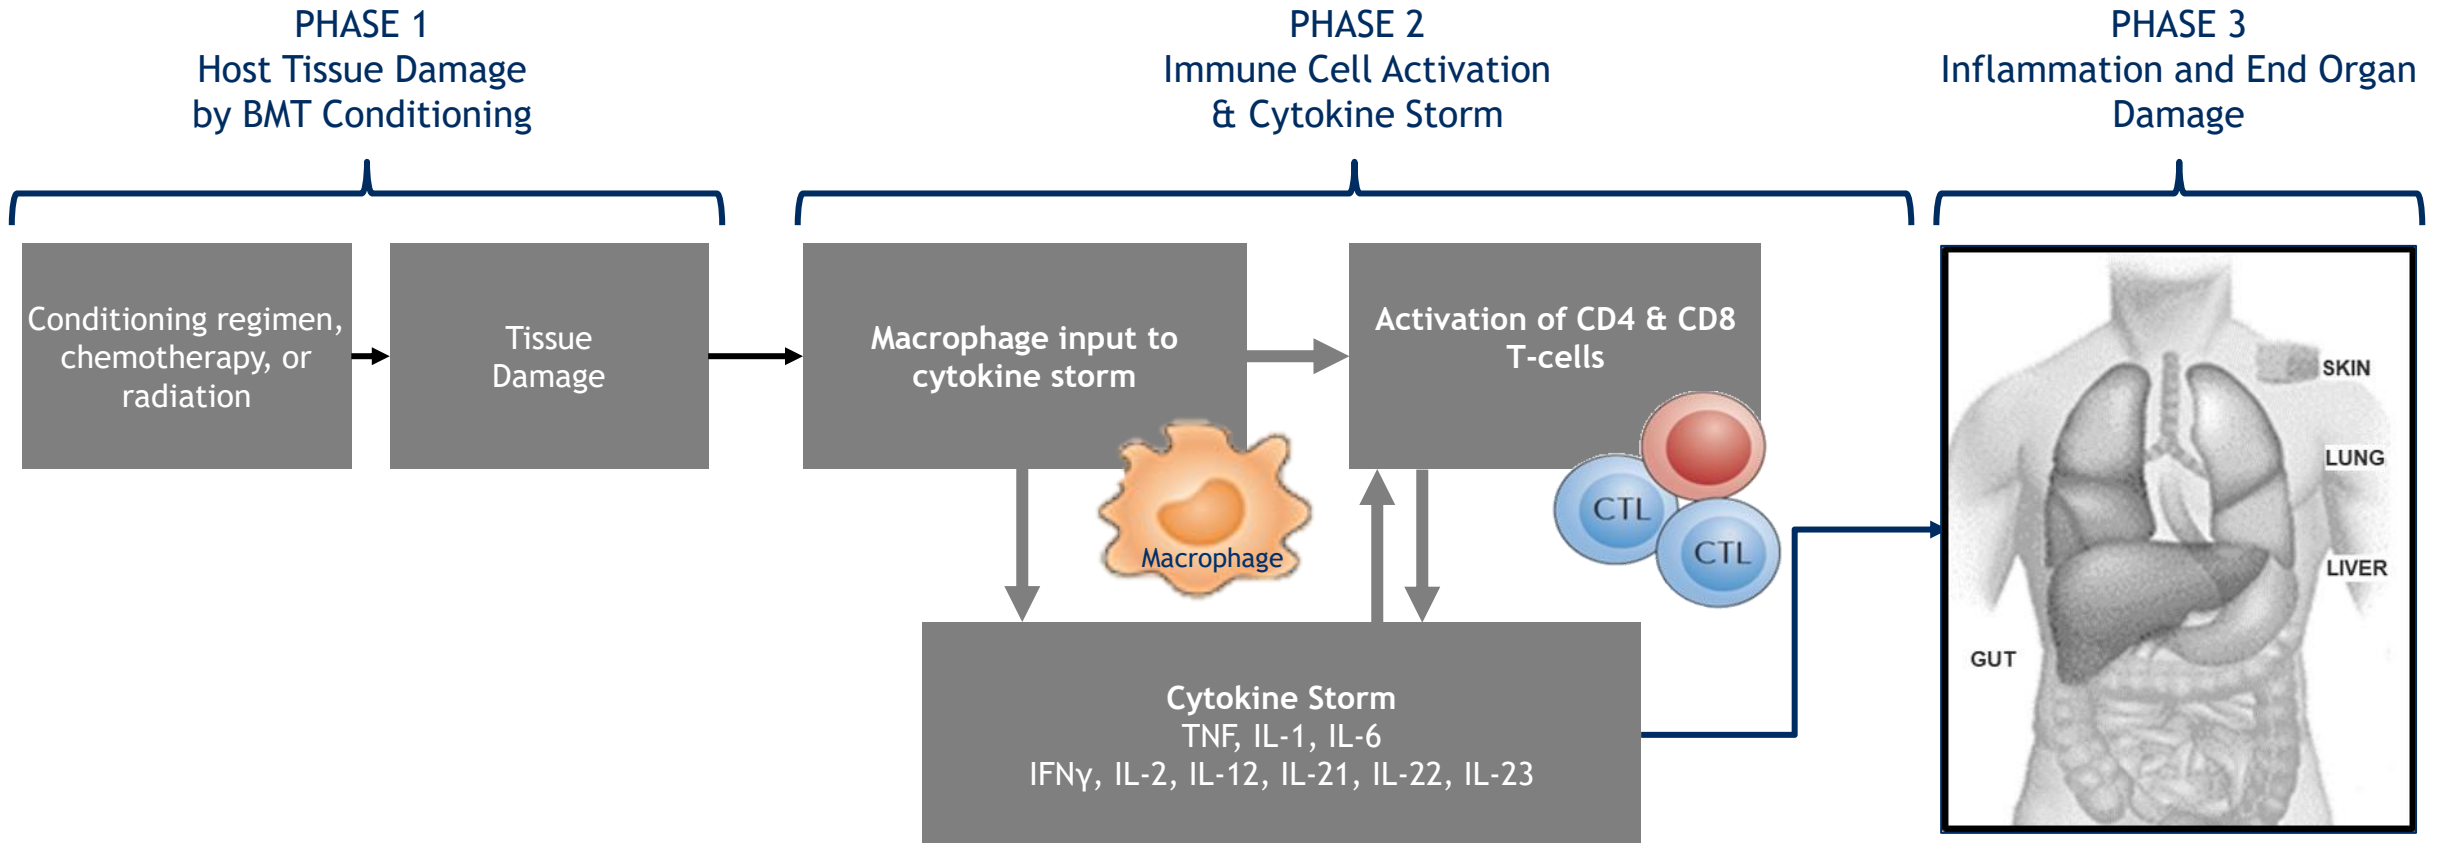 PHASE 1
Host Tissue Damage
by BMT Conditioning
PHASE 2
Immune Cell Activation
& Cytokine Storm
PHASE 3
Inflammation and End Organ
Damage
Conditioning regimen,
chemotherapy, or
radiation
Tissue
Damage
Macrophage input to
cytokine storm
Macrophage
Activation of CD4 & CD8
T-cells
CTL
CTL
Cytokine Storm
TNF, IL-1, IL-6
IFNγ, IL-2, IL-12, IL-21, IL-22, IL-23
SKIN
LUNG
LIVER
GUT